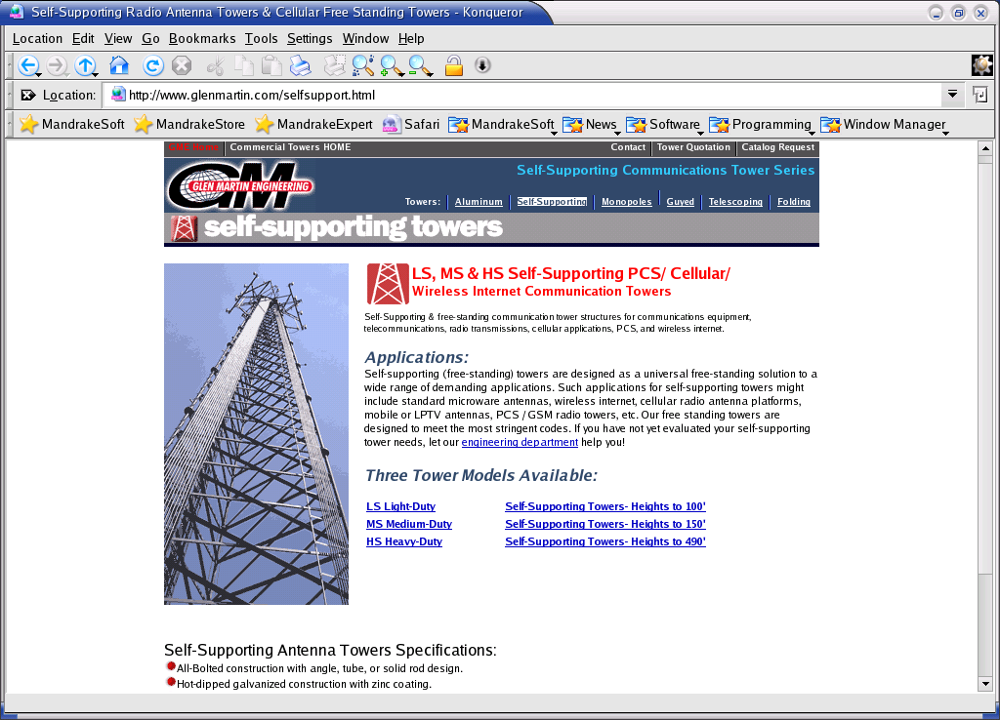 Self-Supporting Radio Antenna Towers & Cellular Free Standing Towers - Konqueror
Location Edit View Go Bookmarks Tools Settings Window Help
Location: http://www.glenmartin.com/selfsupport.html
MandrakeSoft MandrakeStore MandrakeExpert Safari MandrakeSoft News Software Programming Window Manager
GME Home Commercial Towers HOME Contact Tower Quotation Catalog Request
GM
GLEN MARTIN ENGINEERING
Self-Supporting Communications Tower Series
Towers: Aluminum Self-Supporting Monopoles Guyed Telescoping Folding
self-supporting towers
LS, MS & HS Self-Supporting PCS/ Cellular/
Wireless Internet Communication Towers
Self-Supporting & free-standing communication tower structures for communications equipment,
telecommunications, radio transmissions, cellular applications, PCS, and wireless internet.
Applications:
Self-supporting (free-standing) towers are designed as a universal free-standing solution to a
wide range of demanding applications. Such applications for self-supporting towers might
include standard microware antennas, wireless internet, cellular radio antenna platforms,
mobile or LPTV antennas, PCS / GSM radio towers, etc. Our free standing towers are
designed to meet the most stringent codes. If you have not yet evaluated your self-supporting
tower needs, let our engineering department help you!
Three Tower Models Available:
LS Light-Duty Self-Supporting Towers- Heights to 100'
MS Medium-Duty Self-Supporting Towers- Heights to 150'
HS Heavy-Duty Self-Supporting Towers- Heights to 490'
Self-Supporting Antenna Towers Specifications:
All-Bolted construction with angle, tube, or solid rod design.
Hot-dipped galvanized construction with zinc coating.